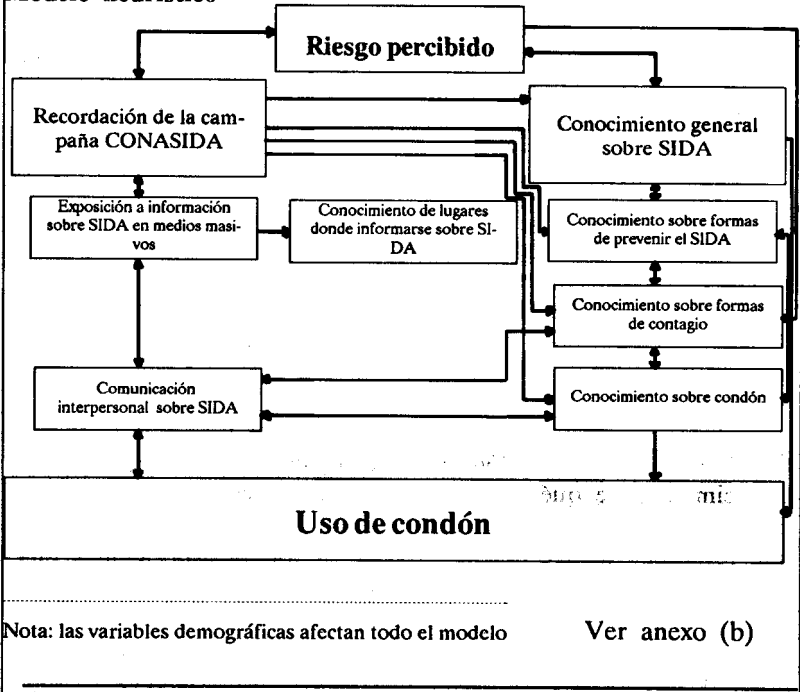 Modelo heurístico
Riesgo percibido
Recordación de la cam-
paña CONASIDA
Conocimiento general
sobre SIDA
Exposición a información
sobre SIDA en medios masi-
vos
Conocimiento de lugares
donde informarse sobre SI-
DA
Conocimiento sobre formas
de prevenir el SIDA
Conocimiento sobre formas
de contagio
Comunicación
interpersonal sobre SIDA
Conocimiento sobre condón
Uso de condón
Nota: las variables demográficas afectan todo el modelo
Ver anexo (b)